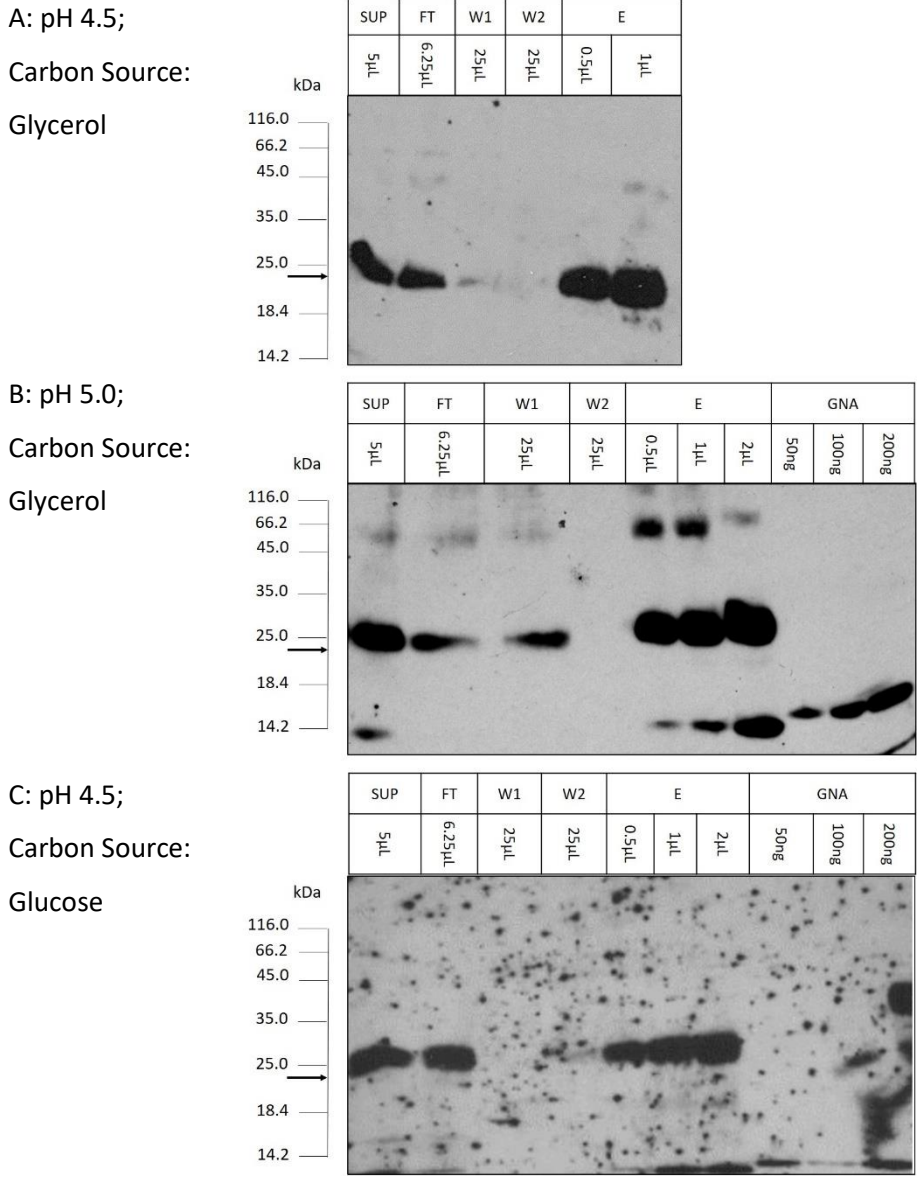 A: pH 4.5;
Carbon Source:
Glycerol
kDa
116.0
66.2
45.0
35.0
25.0
18.4
14.2
SUP FT W1 W2 E
5µL 6.25µL 25µL 25µL 0.5µL 1µL
B: pH 5.0;
Carbon Source:
Glycerol
kDa
116.0
66.2
45.0
35.0
25.0
18.4
14.2
SUP FT W1 W2 E GNA
5µL 6.25µL 25µL 25µL 0.5µL 1µL 2µL 50ng 100ng 200ng
C: pH 4.5;
Carbon Source:
Glucose
kDa
116.0
66.2
45.0
35.0
25.0
18.4
14.2
SUP FT W1 W2 E GNA
5µL 6.25µL 25µL 25µL 0.5µL 1µL 2µL 50ng 100ng 200ng